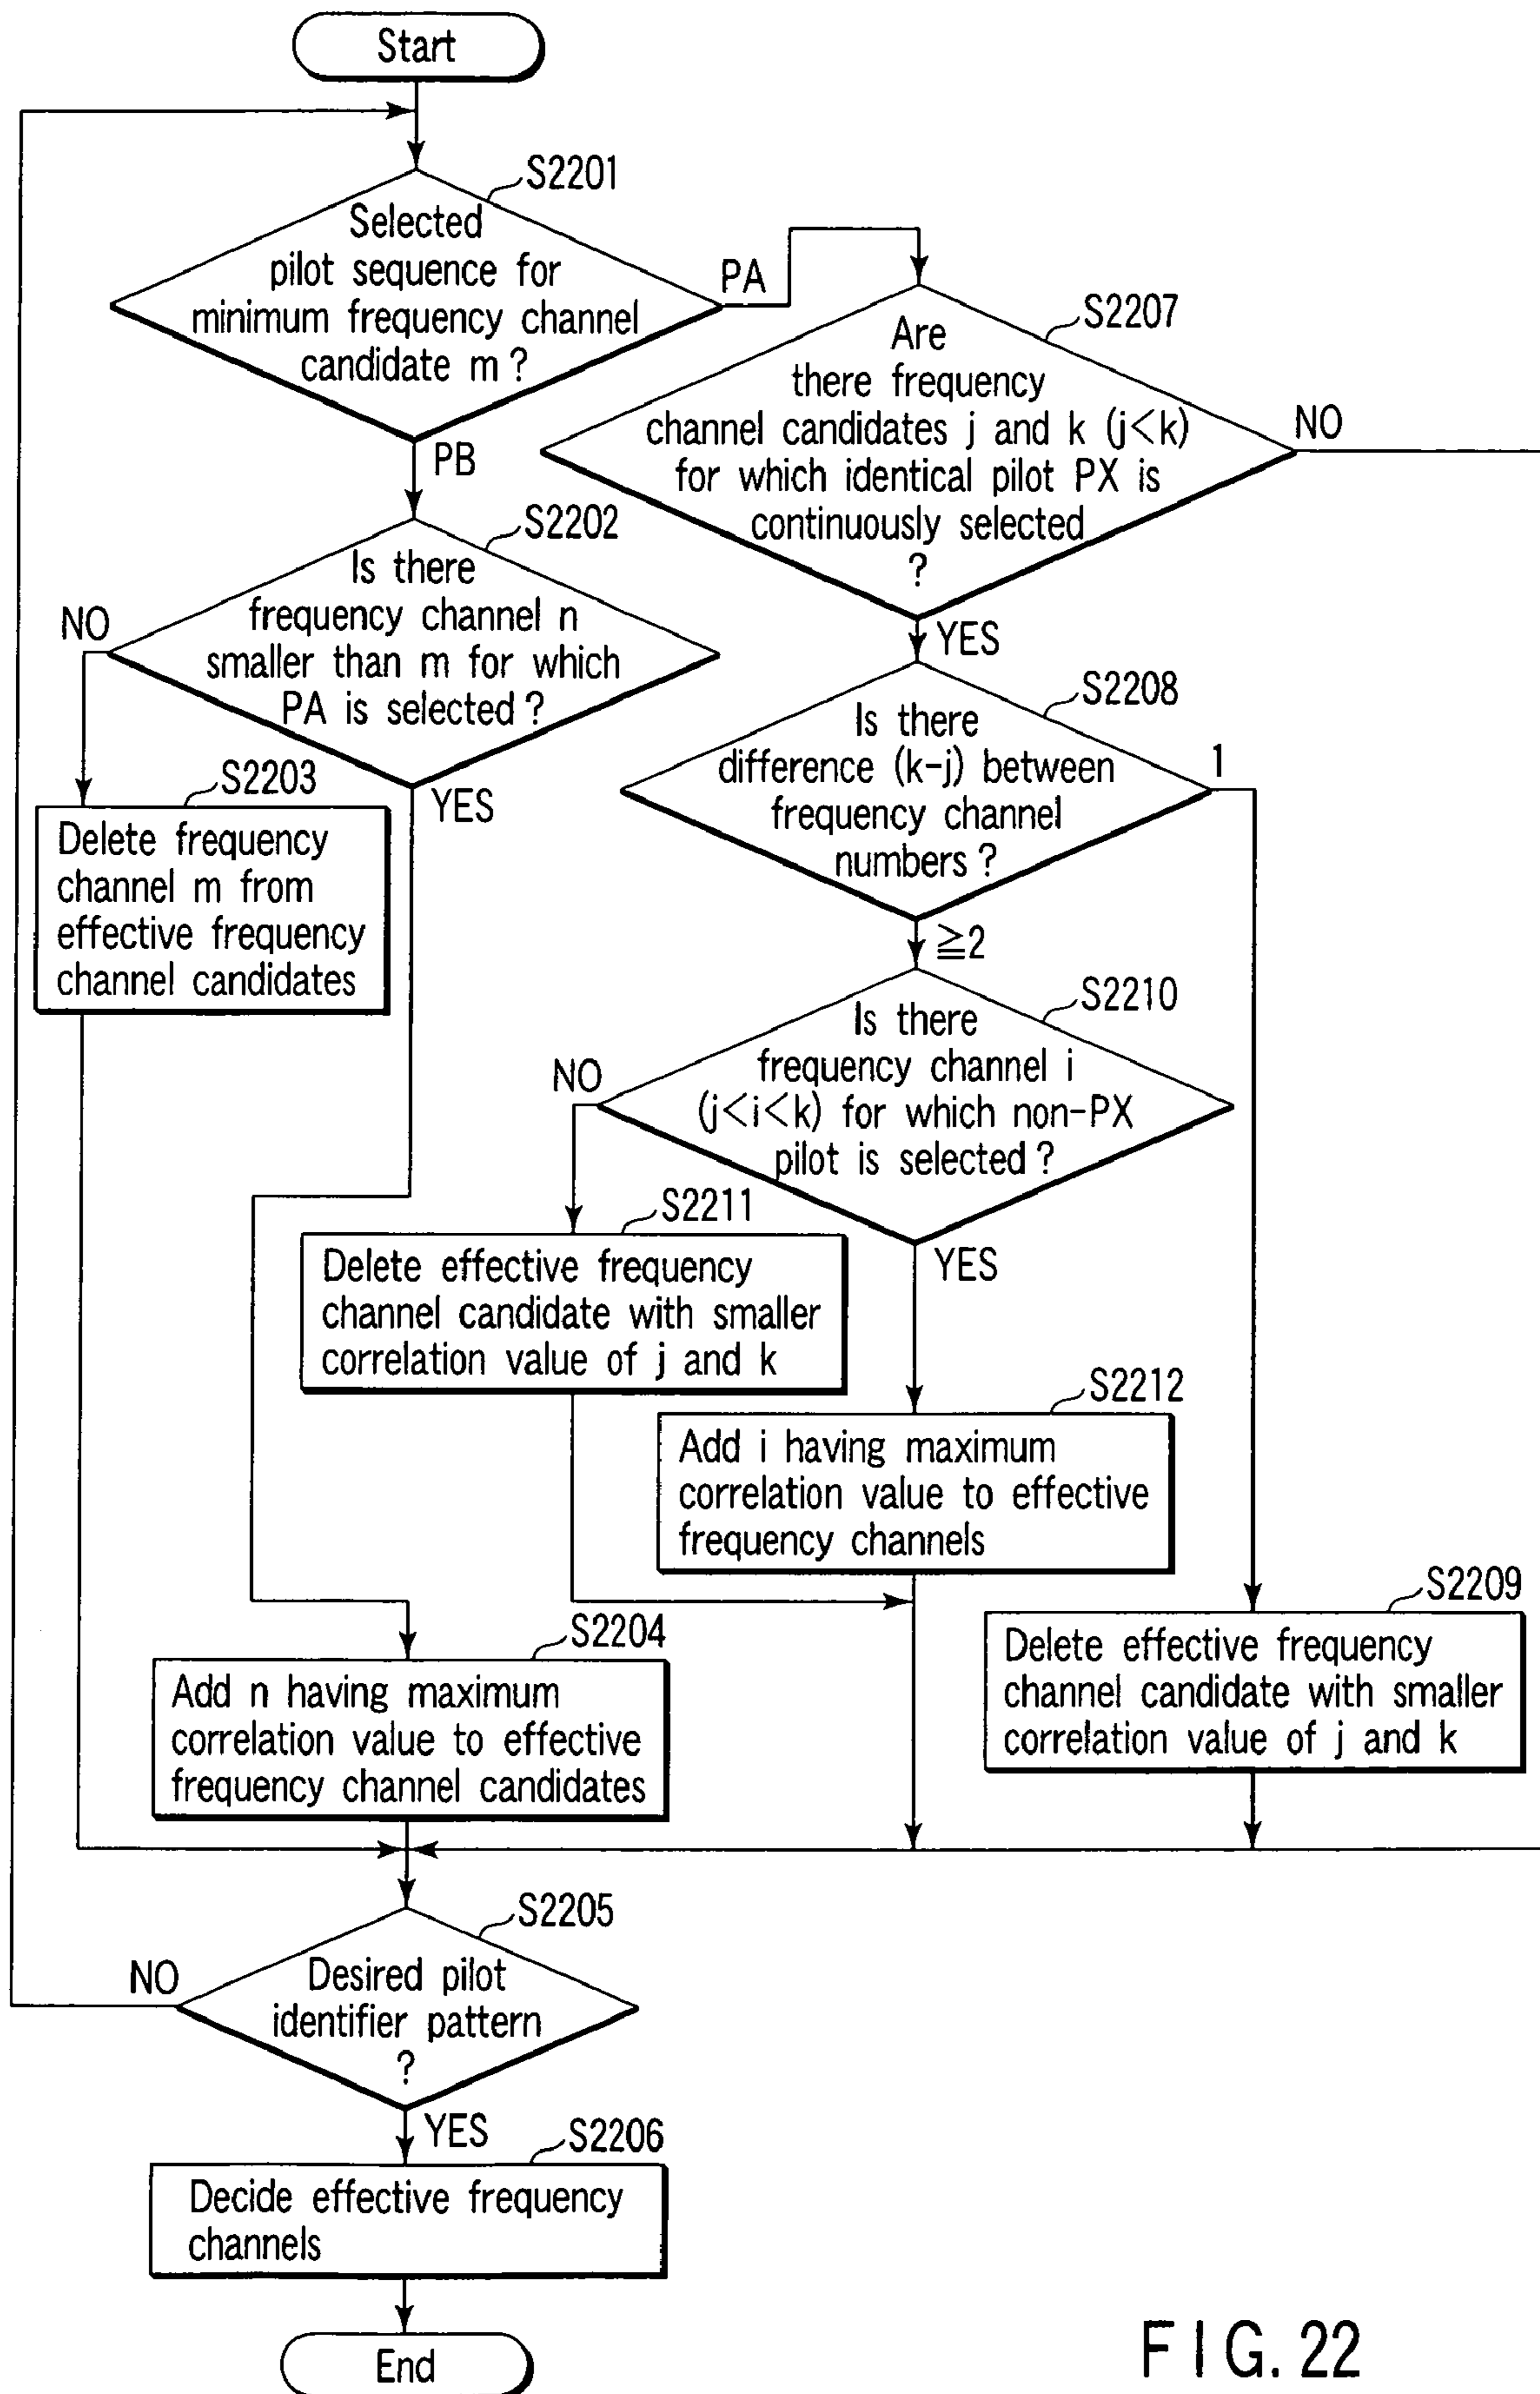 Start
S2201
Selected
pilot sequence for
minimum frequency channel
candidate m ?
PA
PB
S2207
Are
there frequency
channel candidates j and k (j<k)
for which identical pilot PX is
continuously selected
?
NO
YES
S2202
Is there
frequency channel n
smaller than m for which
PA is selected ?
NO
YES
S2203
Delete frequency
channel m from
effective frequency
channel candidates
S2208
Is there
difference (k-j) between
frequency channel
numbers ?
1
≧2
S2210
Is there
frequency channel i
(j<i<k) for which non-PX
pilot is selected ?
NO
YES
S2211
Delete effective frequency
channel candidate with smaller
correlation value of j and k
S2212
Add i having maximum
correlation value to effective
frequency channels
S2209
Delete effective frequency
channel candidate with smaller
correlation value of j and k
S2204
Add n having maximum
correlation value to effective
frequency channel candidates
S2205
Desired pilot
identifier pattern
?
NO
YES
S2206
Decide effective frequency
channels
End
FIG. 22